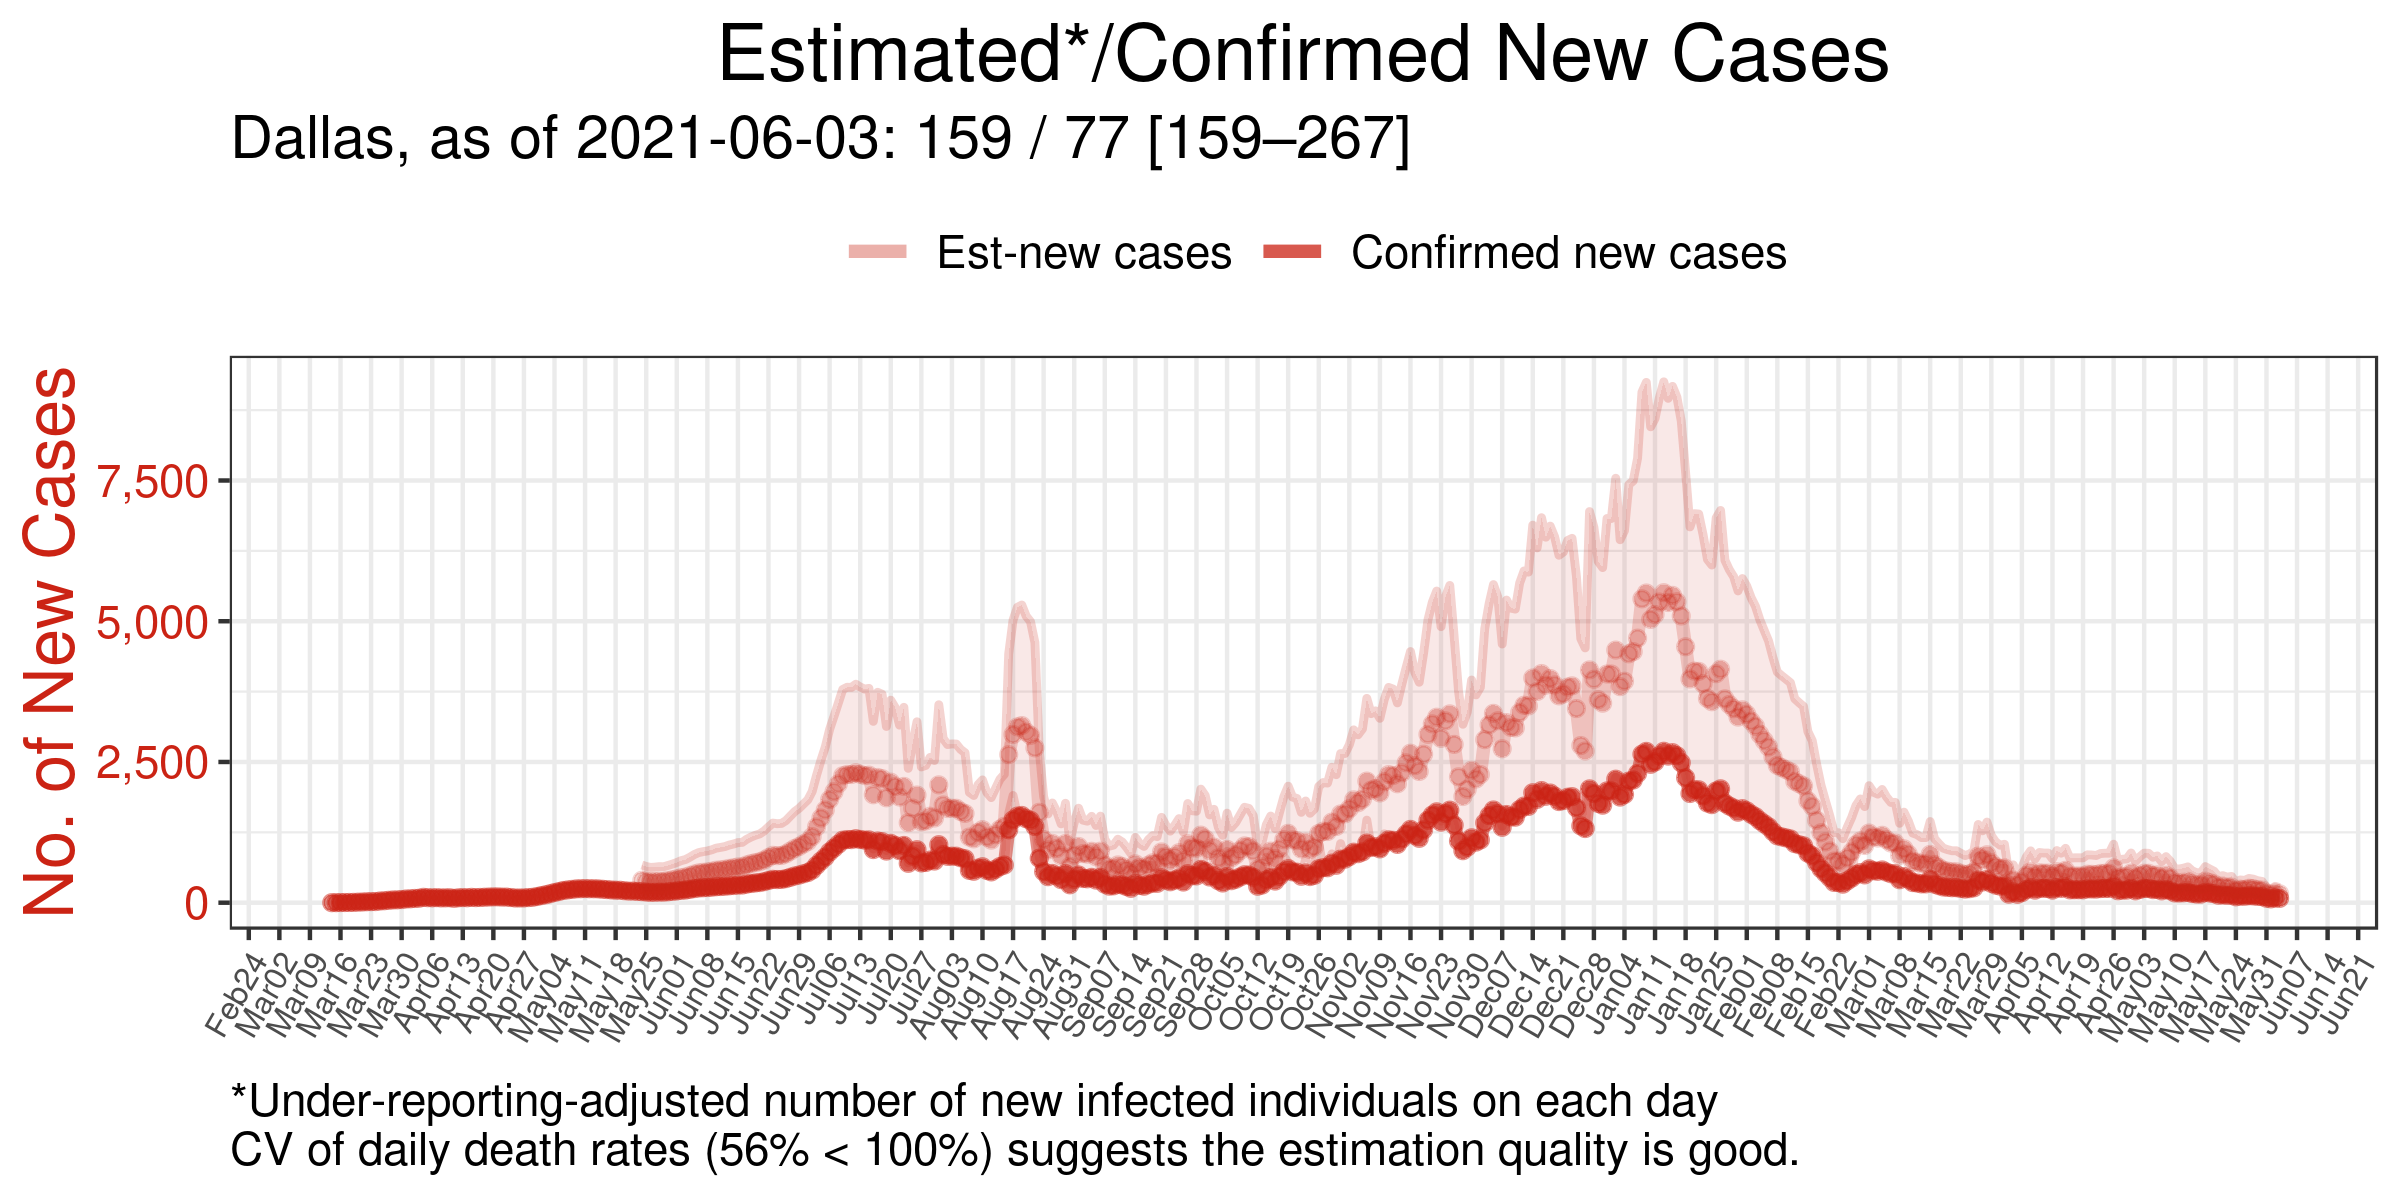 Estimated*/Confirmed New Cases
Dallas, as of 2021-06-03: 159 / 77 [159–267]
Est-new cases Confirmed new cases
No. of New Cases
7,500
5,000
2,500
0
Feb24 Mar02 Mar09 Mar16 Mar23 Mar30 Apr06 Apr13 Apr20 Apr27 May04 May11 May18 May25 Jun01 Jun08 Jun15 Jun22 Jun29 Jul06 Jul13 Jul20 Jul27 Aug03 Aug10 Aug17 Aug24 Aug31 Sep07 Sep14 Sep21 Sep28 Oct05 Oct12 Oct19 Oct26 Nov02 Nov09 Nov16 Nov23 Nov30 Dec07 Dec14 Dec21 Dec28 Jan04 Jan11 Jan18 Jan25 Feb01 Feb08 Feb15 Feb22 Mar01 Mar08 Mar15 Mar22 Mar29 Apr05 Apr12 Apr19 Apr26 May03 May10 May17 May24 May31 Jun07 Jun14 Jun21
*Under-reporting-adjusted number of new infected individuals on each day
CV of daily death rates (56% < 100%) suggests the estimation quality is good.